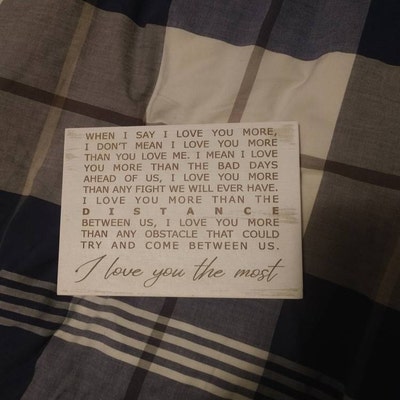 WHEN I SAY I LOVE YOU MORE,
I DON'T MEAN I LOVE YOU MORE
THAN YOU LOVE ME. I MEAN I LOVE
YOU MORE THAN THE BAD DAYS
AHEAD OF US, I LOVE YOU MORE
THAN ANY FIGHT WE WILL EVER HAVE.
I LOVE YOU MORE THAN THE
DISTANCE
BETWEEN US, I LOVE YOU MORE
THAN ANY OBSTACLE THAT COULD
TRY AND COME BETWEEN US.
I love you the most